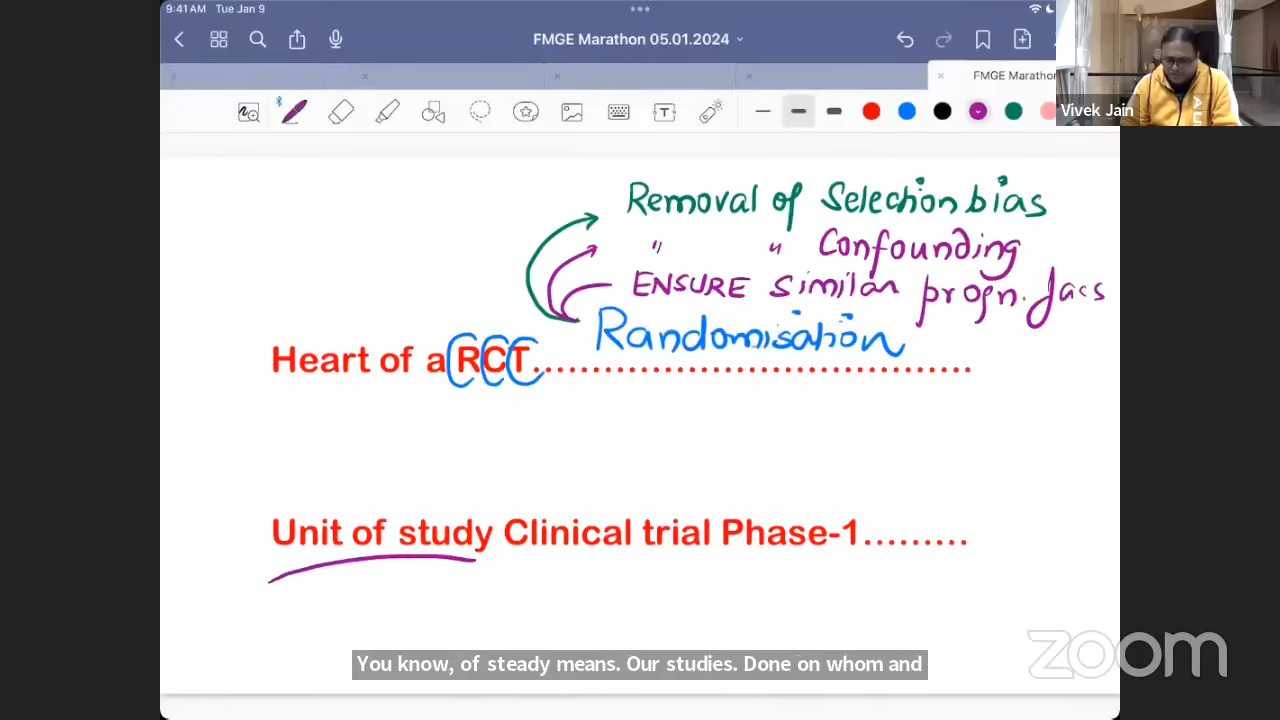 9:41 AM Tue Jan 9
FMGE Marathon 05.01.2024
FMGE Marathon
Vivek Jain
Removal of Selection bias
" " Confounding
ENSURE Similar progn. facs
Randomisation
Heart of a RCT.....................................
Unit of study Clinical trial Phase-1.........
You know, of steady means. Our studies. Done on whom and
zoom